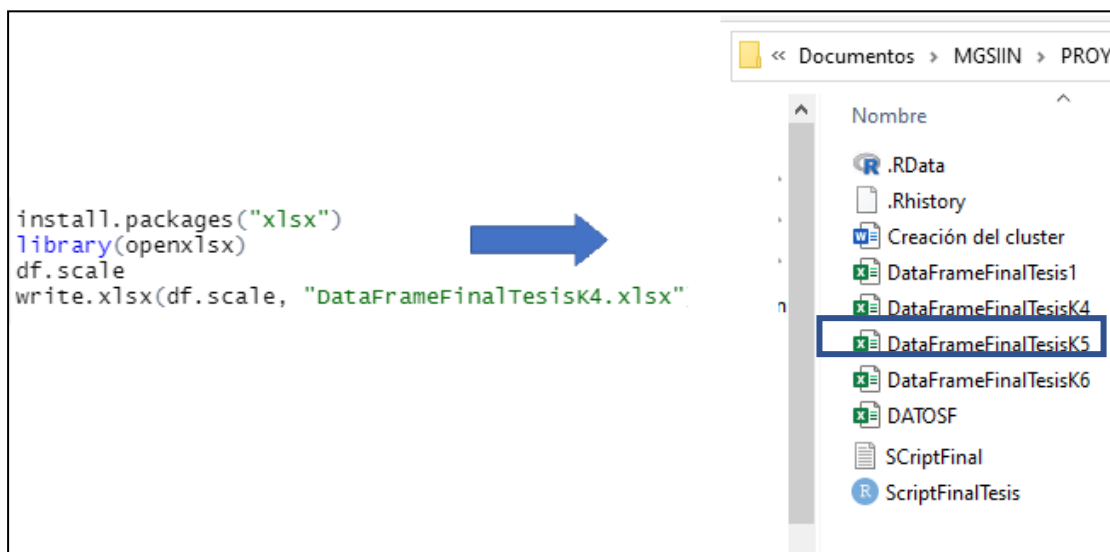 install.packages("xlsx")
library(openxlsx)
df.scale
write.xlsx(df.scale, "DataFrameFinalTesisK4.xlsx"
« Documentos > MGSIIN > PROY
Nombre
.RData
.Rhistory
Creación del cluster
DataFrameFinalTesis1
DataFrameFinalTesisK4
DataFrameFinalTesisK5
DataFrameFinalTesisK6
DATOSF
SCriptFinal
ScriptFinalTesis